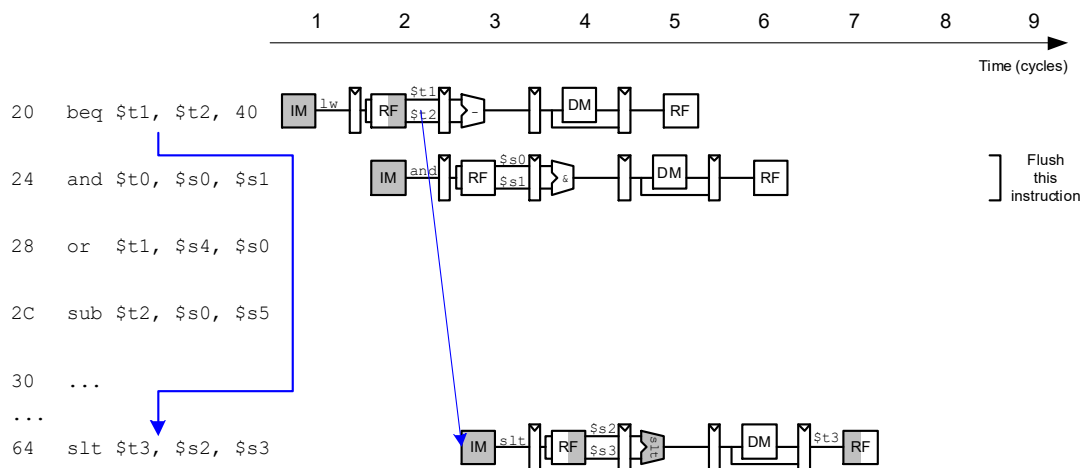 1 2 3 4 5 6 7 8 9
Time (cycles)
20 beq $t1, $t2, 40 IM lw RF $t1 $t2 - DM RF
24 and $t0, $s0, $s1 IM and RF $s0 $s1 & DM RF
Flush
this
instruction
28 or $t1, $s4, $s0
2C sub $t2, $s0, $s5
30 ...
...
64 slt $t3, $s2, $s3 IM slt RF $s2 $s3 slt DM $t3 RF